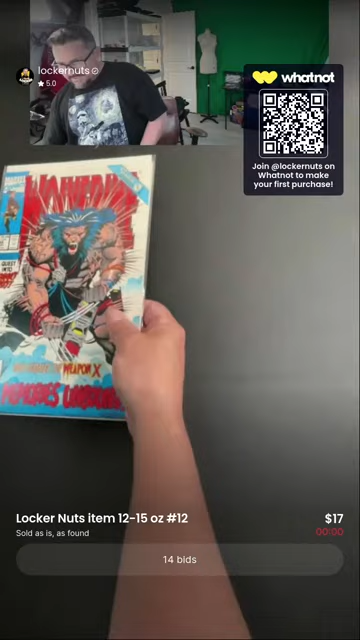 lockernuts
5.0
whatnot
Join @lockernuts on
Whatnot to make
your first purchase!
WOLVERINE
WEAPON X
Locker Nuts item 12-15 oz #12
$17
Sold as is, as found
00:00
14 bids